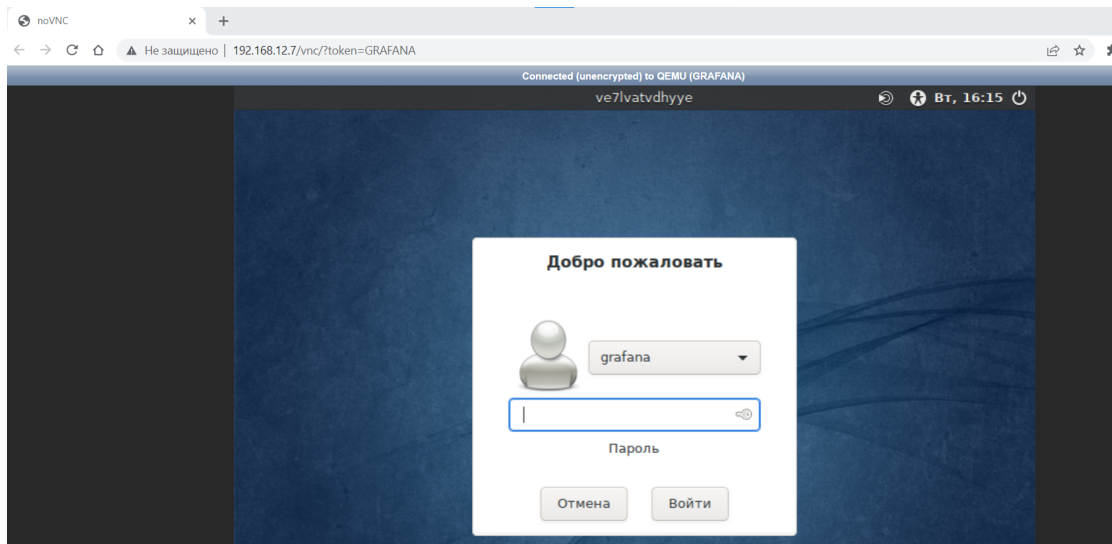 noVNC
Не защищено | 192.168.12.7/vnc/?token=GRAFANA
Connected (unencrypted) to QEMU (GRAFANA)
ve7lvatvdhyye Вт, 16:15
Добро пожаловать
grafana
Пароль
Отмена Войти